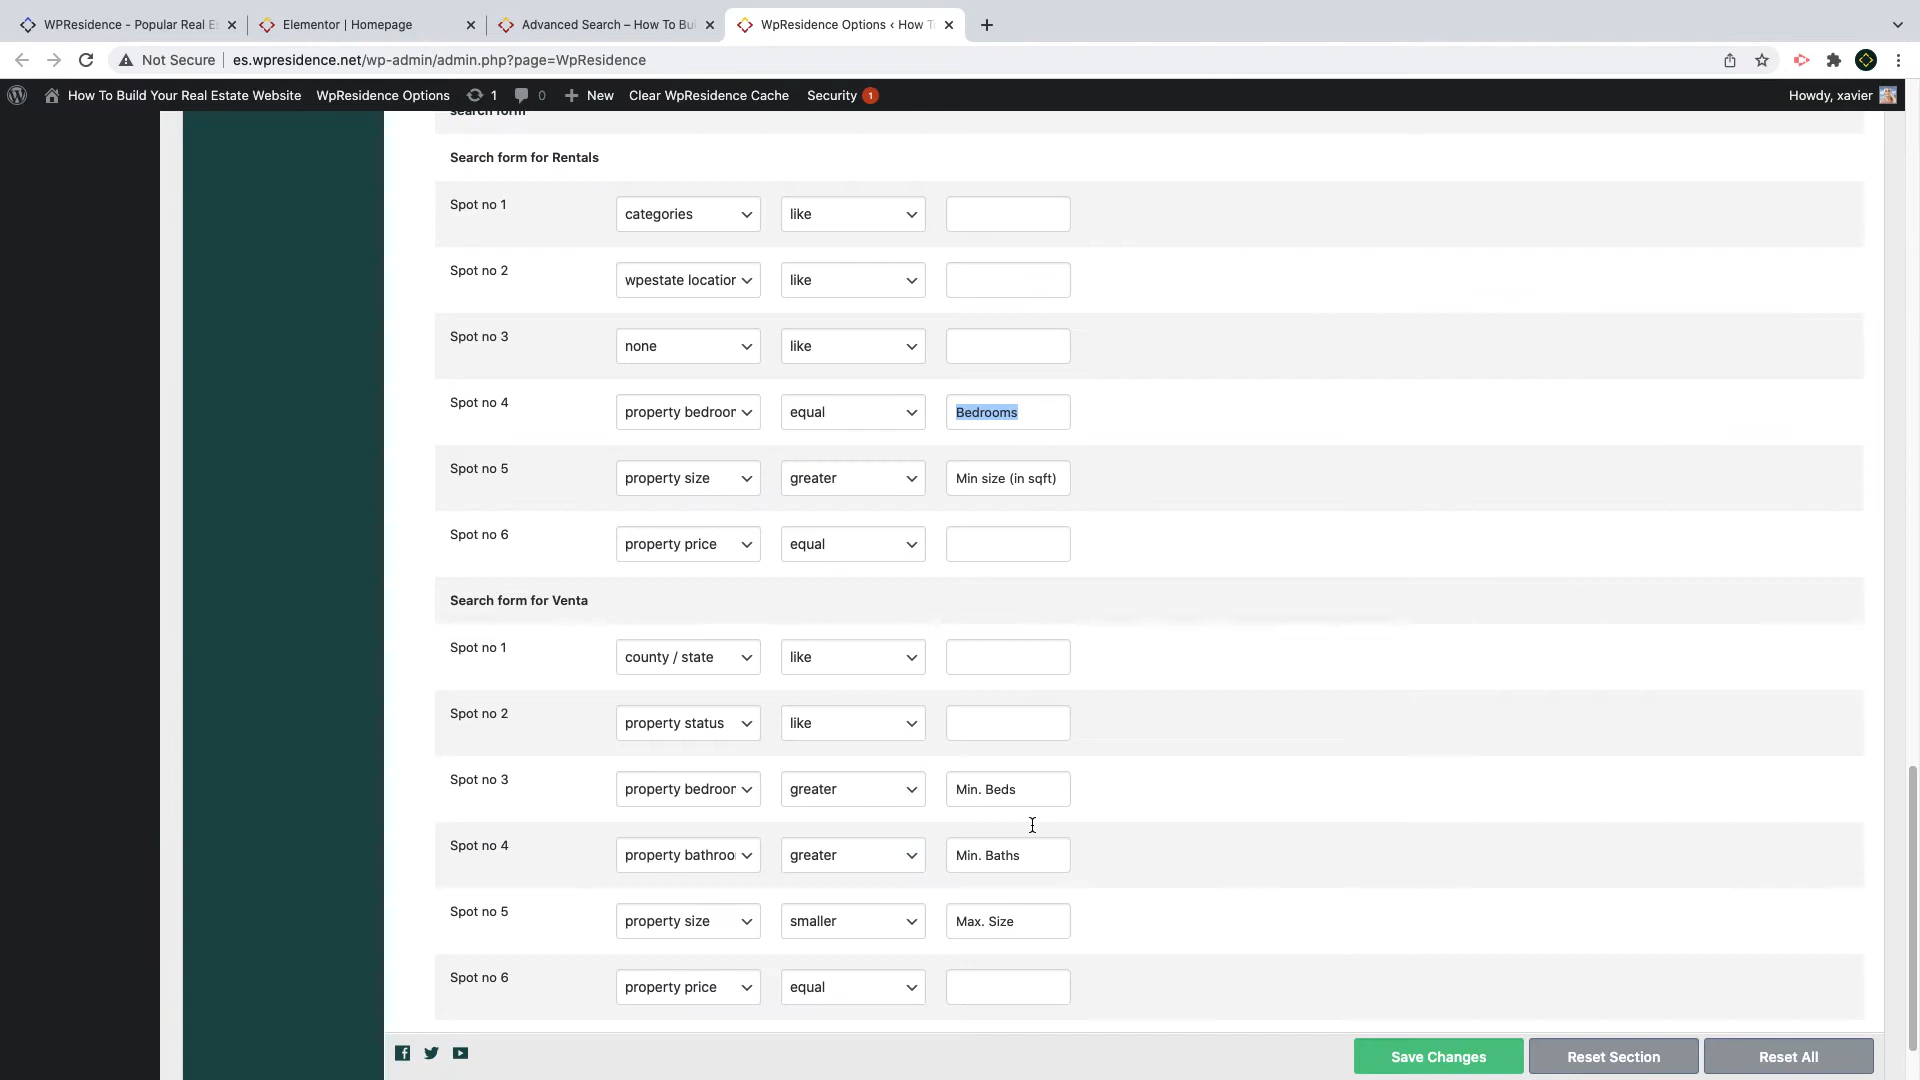 WPResidence - Popular Real Es
Elementor | Homepage
Advanced Search – How To Bui
WpResidence Options ‹ How To
Not Secure
es.wpresidence.net/wp-admin/admin.php?page=WpResidence
How To Build Your Real Estate Website
WpResidence Options
1
0
New
Clear WpResidence Cache
Security 1
Howdy, xavier
search form
Search form for Rentals
Spot no 1
categories
like
Spot no 2
wpestate location
like
Spot no 3
none
like
Spot no 4
property bedroor
equal
Bedrooms
Spot no 5
property size
greater
Min size (in sqft)
Spot no 6
property price
equal
Search form for Venta
Spot no 1
county / state
like
Spot no 2
property status
like
Spot no 3
property bedroor
greater
Min. Beds
Spot no 4
property bathroo
greater
Min. Baths
Spot no 5
property size
smaller
Max. Size
Spot no 6
property price
equal
Save Changes
Reset Section
Reset All